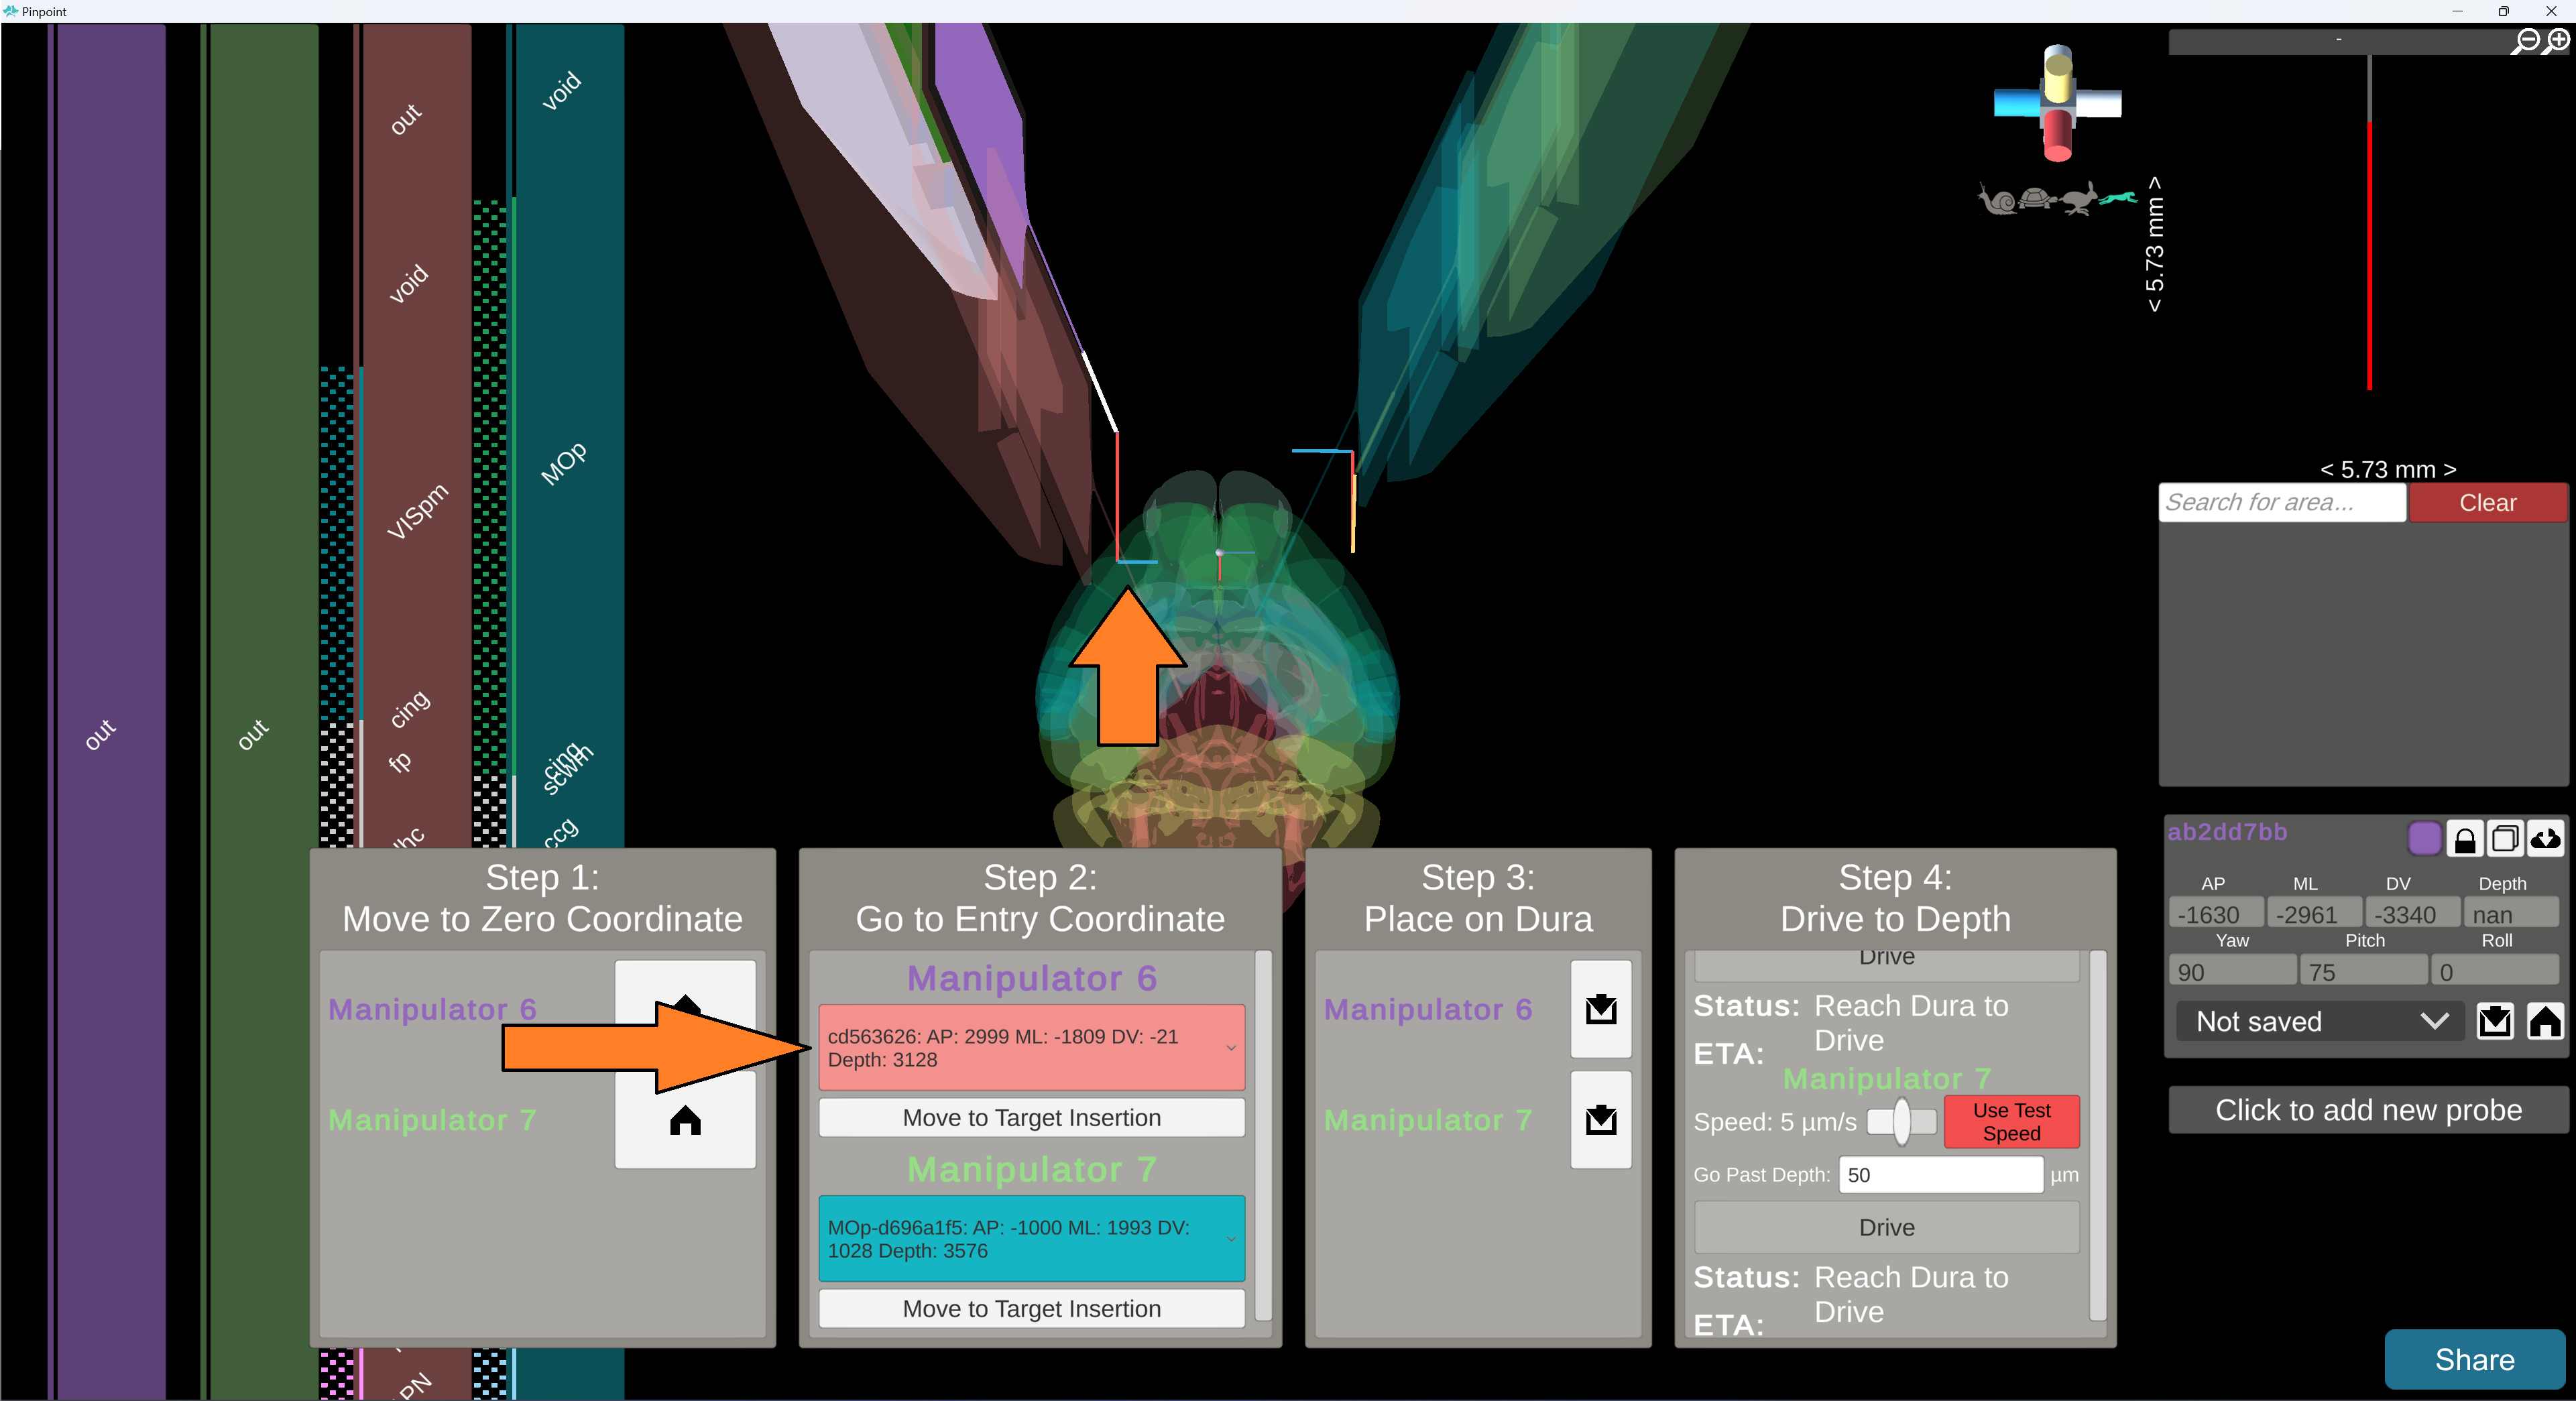 Pinpoint
out
out
out
void
VISpm
cing
fp
lhc
PN
void
MOp
cing
scwm
ccg
-
< 5.73 mm >
< 5.73 mm >
Search for area...
Clear
Step 1:
Move to Zero Coordinate
Manipulator 6
Manipulator 7
Step 2:
Go to Entry Coordinate
Manipulator 6
cd563626: AP: 2999 ML: -1809 DV: -21
Depth: 3128
Move to Target Insertion
Manipulator 7
MOp-d696a1f5: AP: -1000 ML: 1993 DV:
1028 Depth: 3576
Move to Target Insertion
Step 3:
Place on Dura
Manipulator 6
Manipulator 7
Step 4:
Drive to Depth
Drive
Status: Reach Dura to
Drive
ETA:
Manipulator 7
Speed: 5 µm/s
Use Test
Speed
Go Past Depth: 50 µm
Drive
Status: Reach Dura to
Drive
ETA:
ab2dd7bb
AP ML DV Depth
-1630 -2961 -3340 nan
Yaw Pitch Roll
90 75 0
Not saved
Click to add new probe
Share